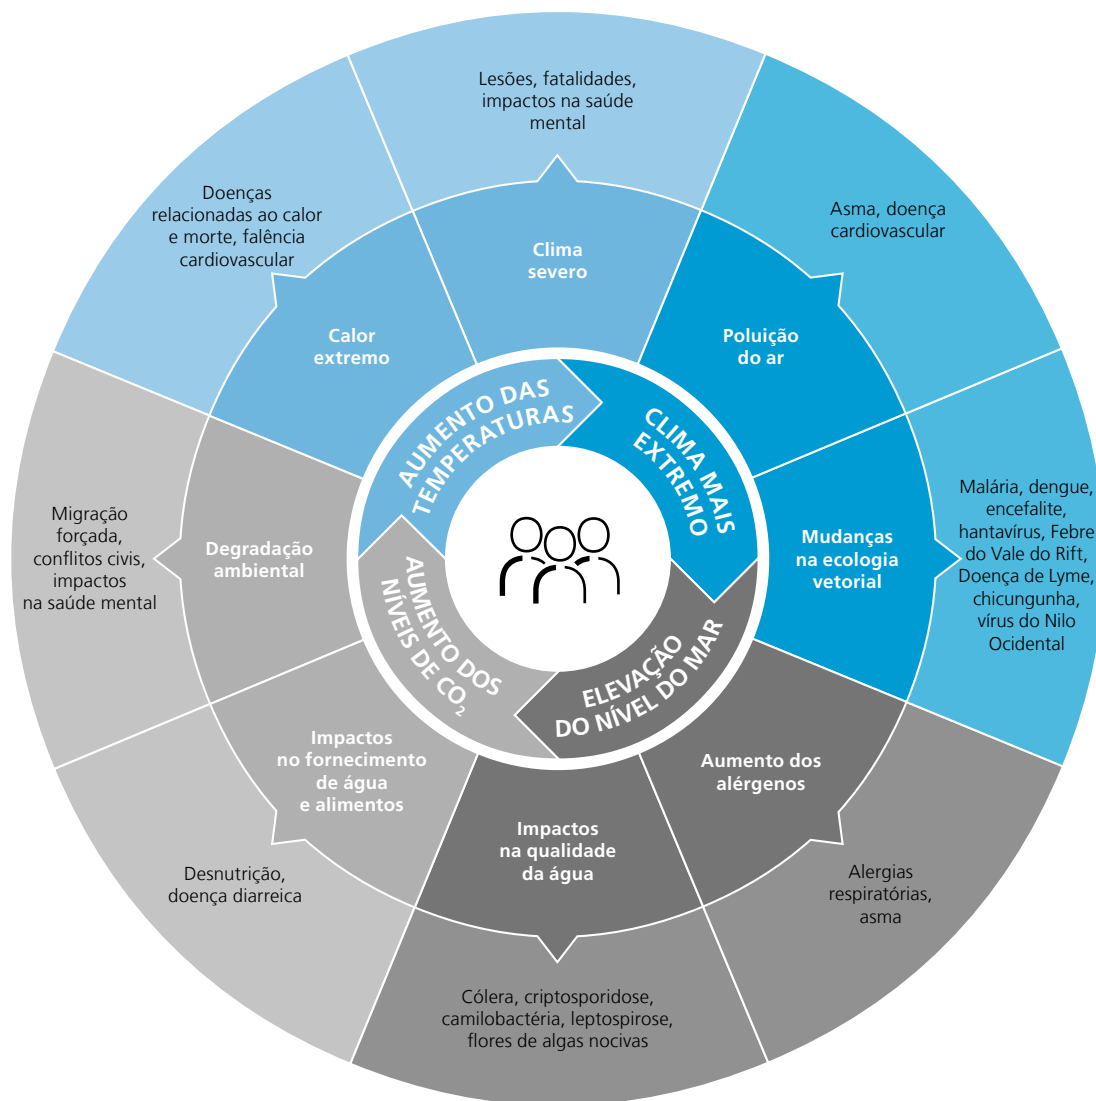 Lesões, fatalidades,
impactos na saúde
mental
Clima
severo
Asma, doença
cardiovascular
Poluição
do ar
Malária, dengue,
encefalite,
hantavírus, Febre
do Vale do Rift,
Doença de Lyme,
chicungunha,
vírus do Nilo
Ocidental
Mudanças
na ecologia
vetorial
Alergias
respiratórias,
asma
Aumento dos
alérgenos
Cólera, criptosporidose,
camilobactéria, leptospirose,
flores de algas nocivas
Impactos
na qualidade
da água
Desnutrição,
doença diarreica
Impactos
no fornecimento
de água
e alimentos
Migração
forçada,
conflitos civis,
impactos
na saúde mental
Degradação
ambiental
Doenças
relacionadas ao calor
e morte, falência
cardiovascular
Calor
extremo
AUMENTO DAS
TEMPERATURAS
CLIMA MAIS
EXTREMO
ELEVAÇÃO
DO NÍVEL DO MAR
AUMENTO DOS
NÍVEIS DE CO₂